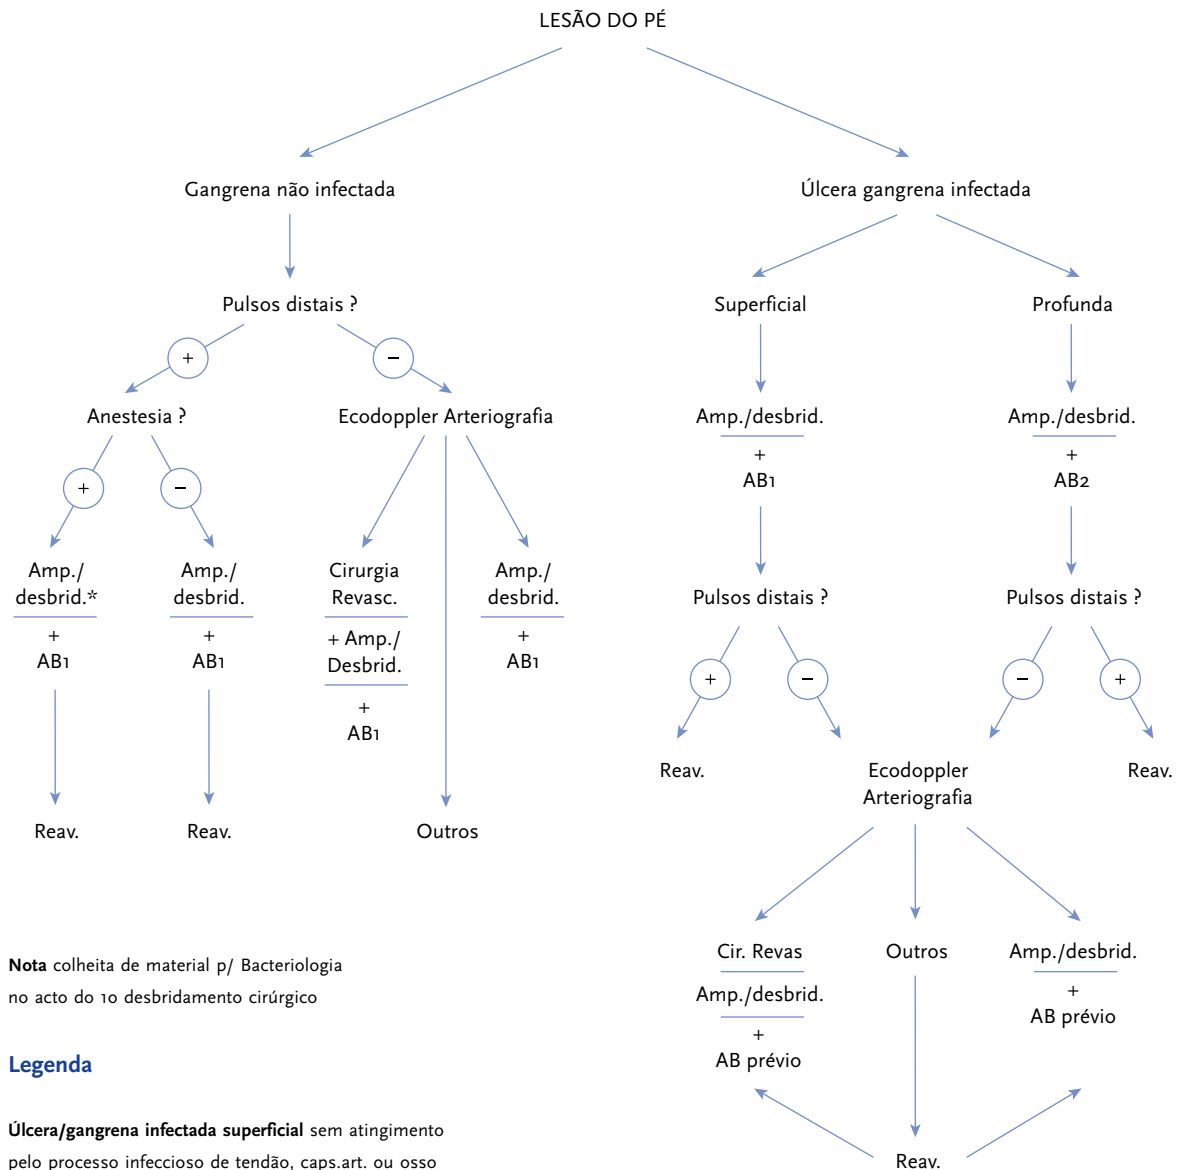 LESÃO DO PÉ
Gangrena não infectada
Úlcera gangrena infectada
Pulsos distais ?
Superficial
Profunda
+
−
Anestesia ?
Ecodoppler Arteriografia
Amp./desbrid.
+
AB1
Amp./desbrid.
+
AB2
+
−
Amp./
desbrid.*
+
AB1
Amp./
desbrid.
+
AB1
Cirurgia
Revasc.
+ Amp./
Desbrid.
+
AB1
Amp./
desbrid.
+
AB1
Pulsos distais ?
Pulsos distais ?
+
−
−
+
Reav.
Ecodoppler
Arteriografia
Reav.
Reav.
Reav.
Outros
Cir. Revas
Amp./desbrid.
+
AB prévio
Outros
Amp./desbrid.
+
AB prévio
Reav.
Nota colheita de material p/ Bacteriologia
no acto do 1o desbridamento cirúrgico
Legenda
Úlcera/gangrena infectada superficial sem atingimento
pelo processo infeccioso de tendão, caps.art. ou osso